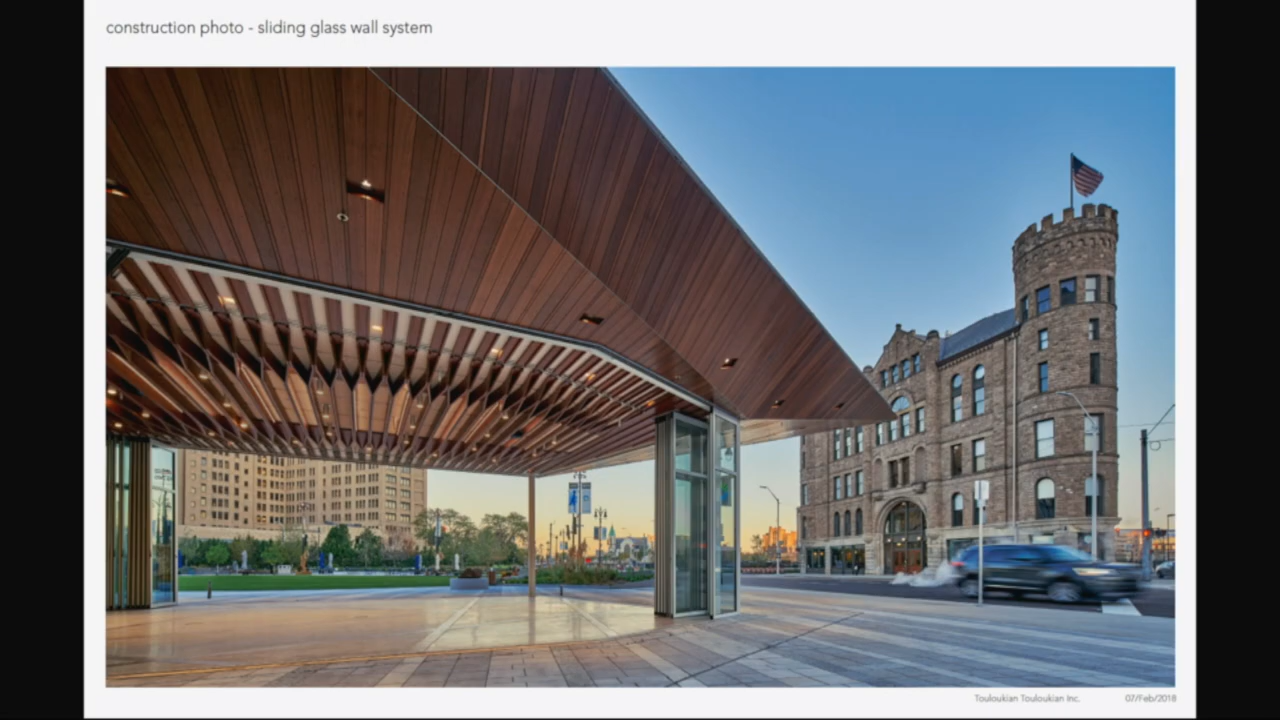 construction photo - sliding glass wall system
Touloukian Touloukian Inc.
07/Feb/2018